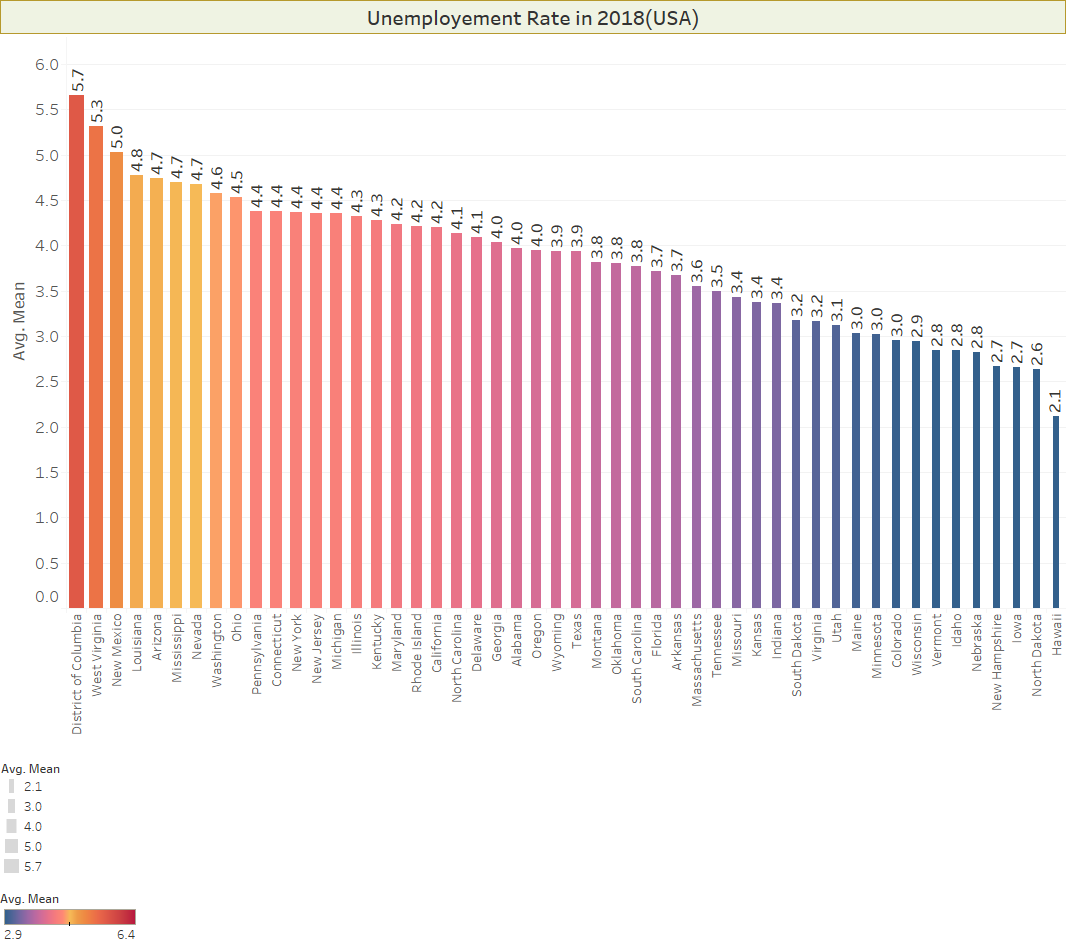 Unemployement Rate in 2018(USA)
6.0
5.5
5.0
4.5
4.0
3.5
3.0
2.5
2.0
1.5
1.0
0.5
0.0
Avg. Mean
5.7
5.3
5.0
4.8
4.7
4.7
4.7
4.6
4.5
4.4
4.4
4.4
4.4
4.4
4.3
4.3
4.2
4.2
4.2
4.1
4.1
4.0
4.0
4.0
3.9
3.9
3.8
3.8
3.8
3.7
3.7
3.6
3.5
3.4
3.4
3.4
3.2
3.2
3.1
3.0
3.0
3.0
2.9
2.8
2.8
2.8
2.7
2.7
2.6
2.1
District of Columbia
West Virginia
New Mexico
Louisiana
Arizona
Mississippi
Nevada
Washington
Ohio
Pennsylvania
Connecticut
New York
New Jersey
Michigan
Illinois
Kentucky
Maryland
Rhode Island
California
North Carolina
Delaware
Georgia
Alabama
Oregon
Wyoming
Texas
Montana
Oklahoma
South Carolina
Florida
Arkansas
Massachusetts
Tennessee
Missouri
Kansas
Indiana
South Dakota
Virginia
Utah
Maine
Minnesota
Colorado
Wisconsin
Vermont
Idaho
Nebraska
New Hampshire
Iowa
North Dakota
Hawaii
Avg. Mean
2.1
3.0
4.0
5.0
5.7
Avg. Mean
2.9 6.4